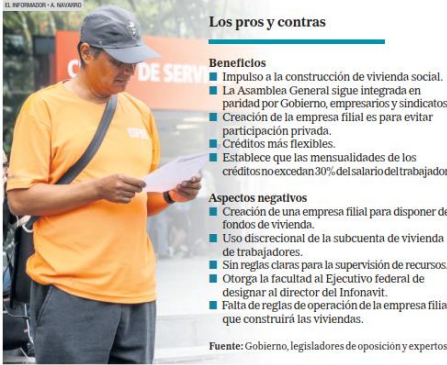 EL INFORMADOR • A. NAVARRO
Los pros y contras
DE SERVI
Beneficios
Impulso a la construcción de vivienda social.
La Asamblea General sigue integrada en
paridad por Gobierno, empresarios y sindicatos
Creación de la empresa filial es para evitar
participación privada.
Créditos más flexibles.
Establece que las mensualidades de los
créditos no excedan 30% del salario del trabajador
Aspectos negativos
Creación de una empresa filial para disponer de
fondos de vivienda.
Uso discrecional de la subcuenta de vivienda
de trabajadores.
Sin reglas claras para la supervisión de recursos.
Otorga la facultad al Ejecutivo federal de
designar al director del Infonavit.
Falta de reglas de operación de la empresa filial
que construirá las viviendas.
Fuente: Gobierno, legisladores de oposición y expertos